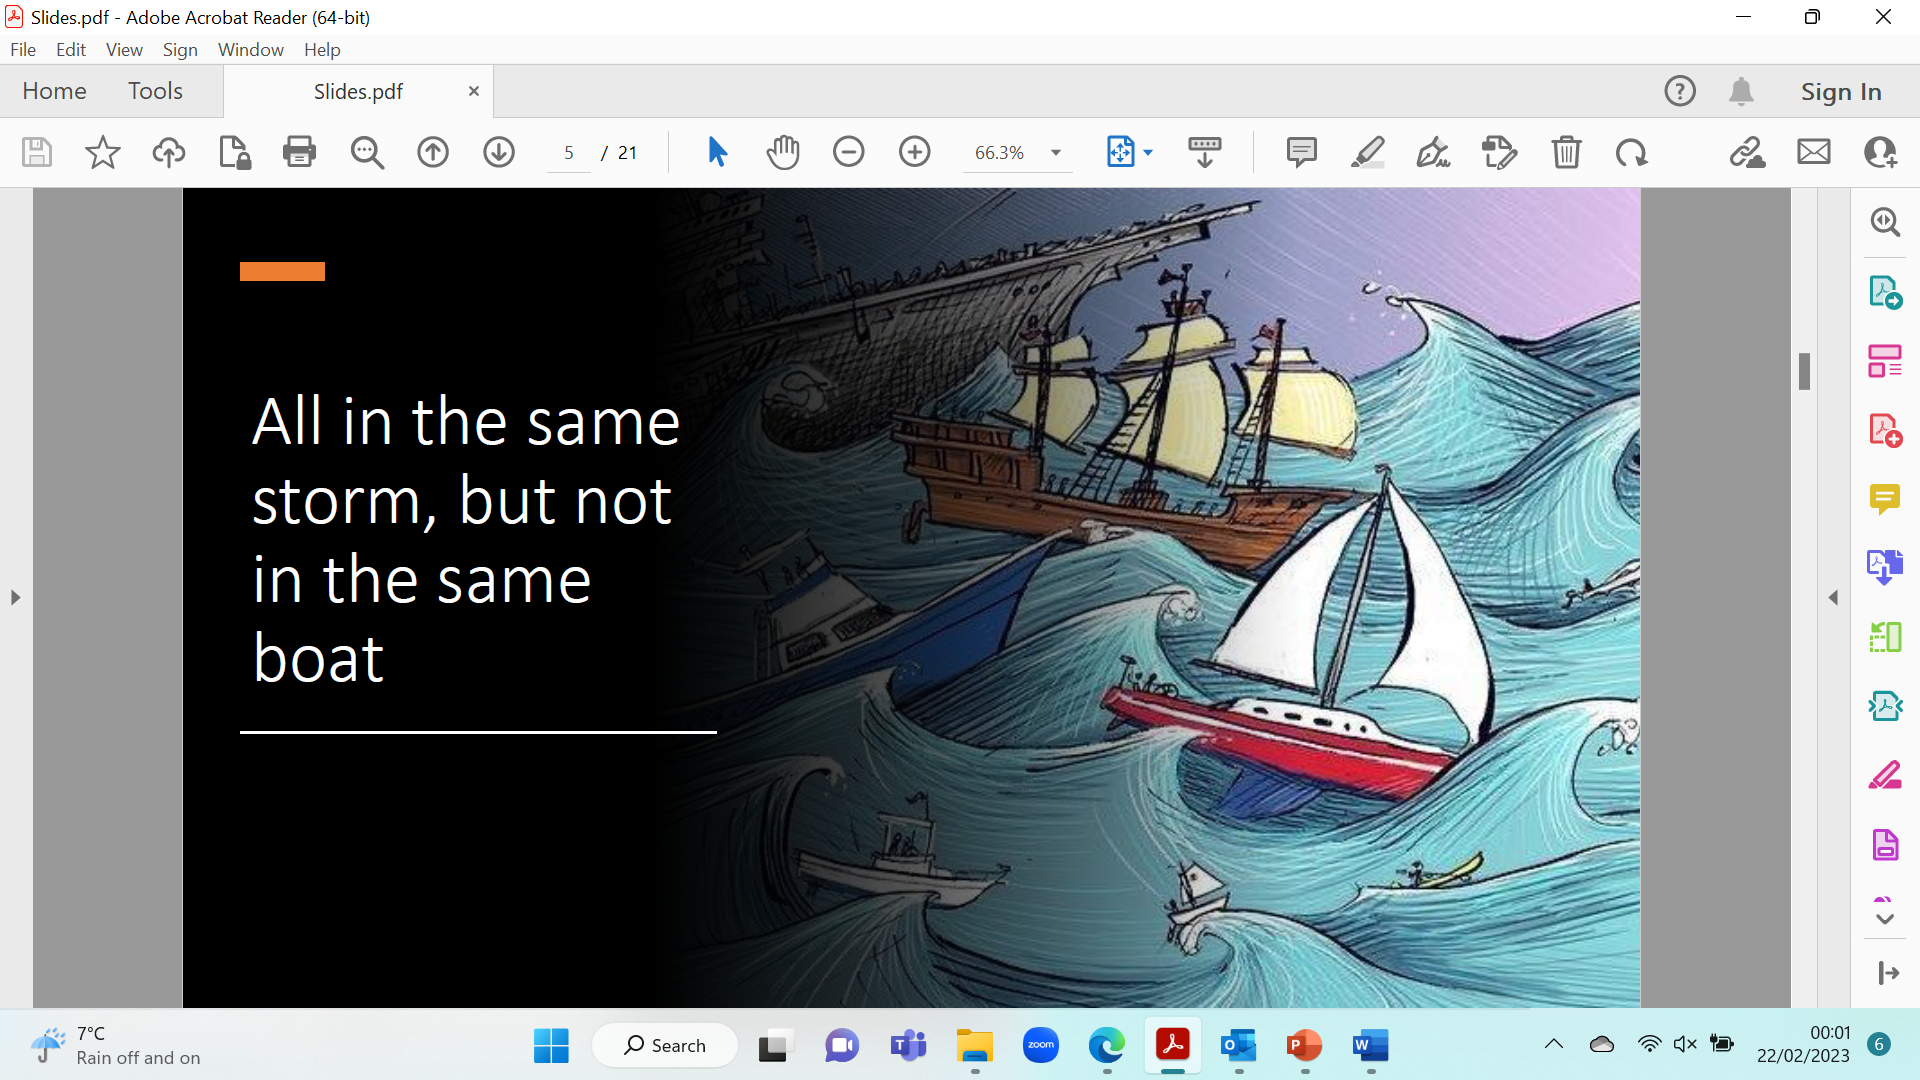 Slides.pdf - Adobe Acrobat Reader (64-bit)
File Edit View Sign Window Help
Home Tools Slides.pdf Sign In
5 / 21 66.3%
All in the same
storm, but not
in the same
boat
7°C
Rain off and on
Search
zoom
00:01
22/02/2023
6